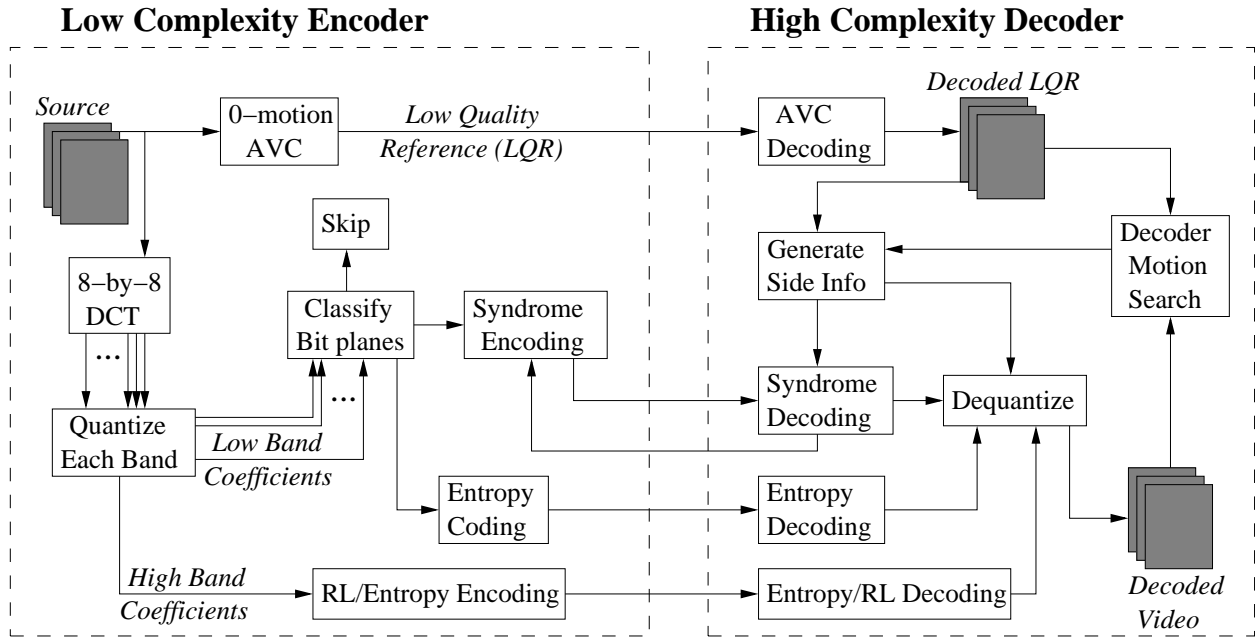 Low Complexity Encoder
High Complexity Decoder
Source
0−motion
AVC
Low Quality
Reference (LQR)
AVC
Decoding
Decoded LQR
Skip
Generate
Side Info
Decoder
Motion
Search
8−by−8
DCT
...
Classify
Bit planes
Syndrome
Encoding
...
Syndrome
Decoding
Dequantize
Quantize
Each Band
Low Band
Coefficients
Entropy
Coding
Entropy
Decoding
High Band
Coefficients
RL/Entropy Encoding
Entropy/RL Decoding
Decoded
Video